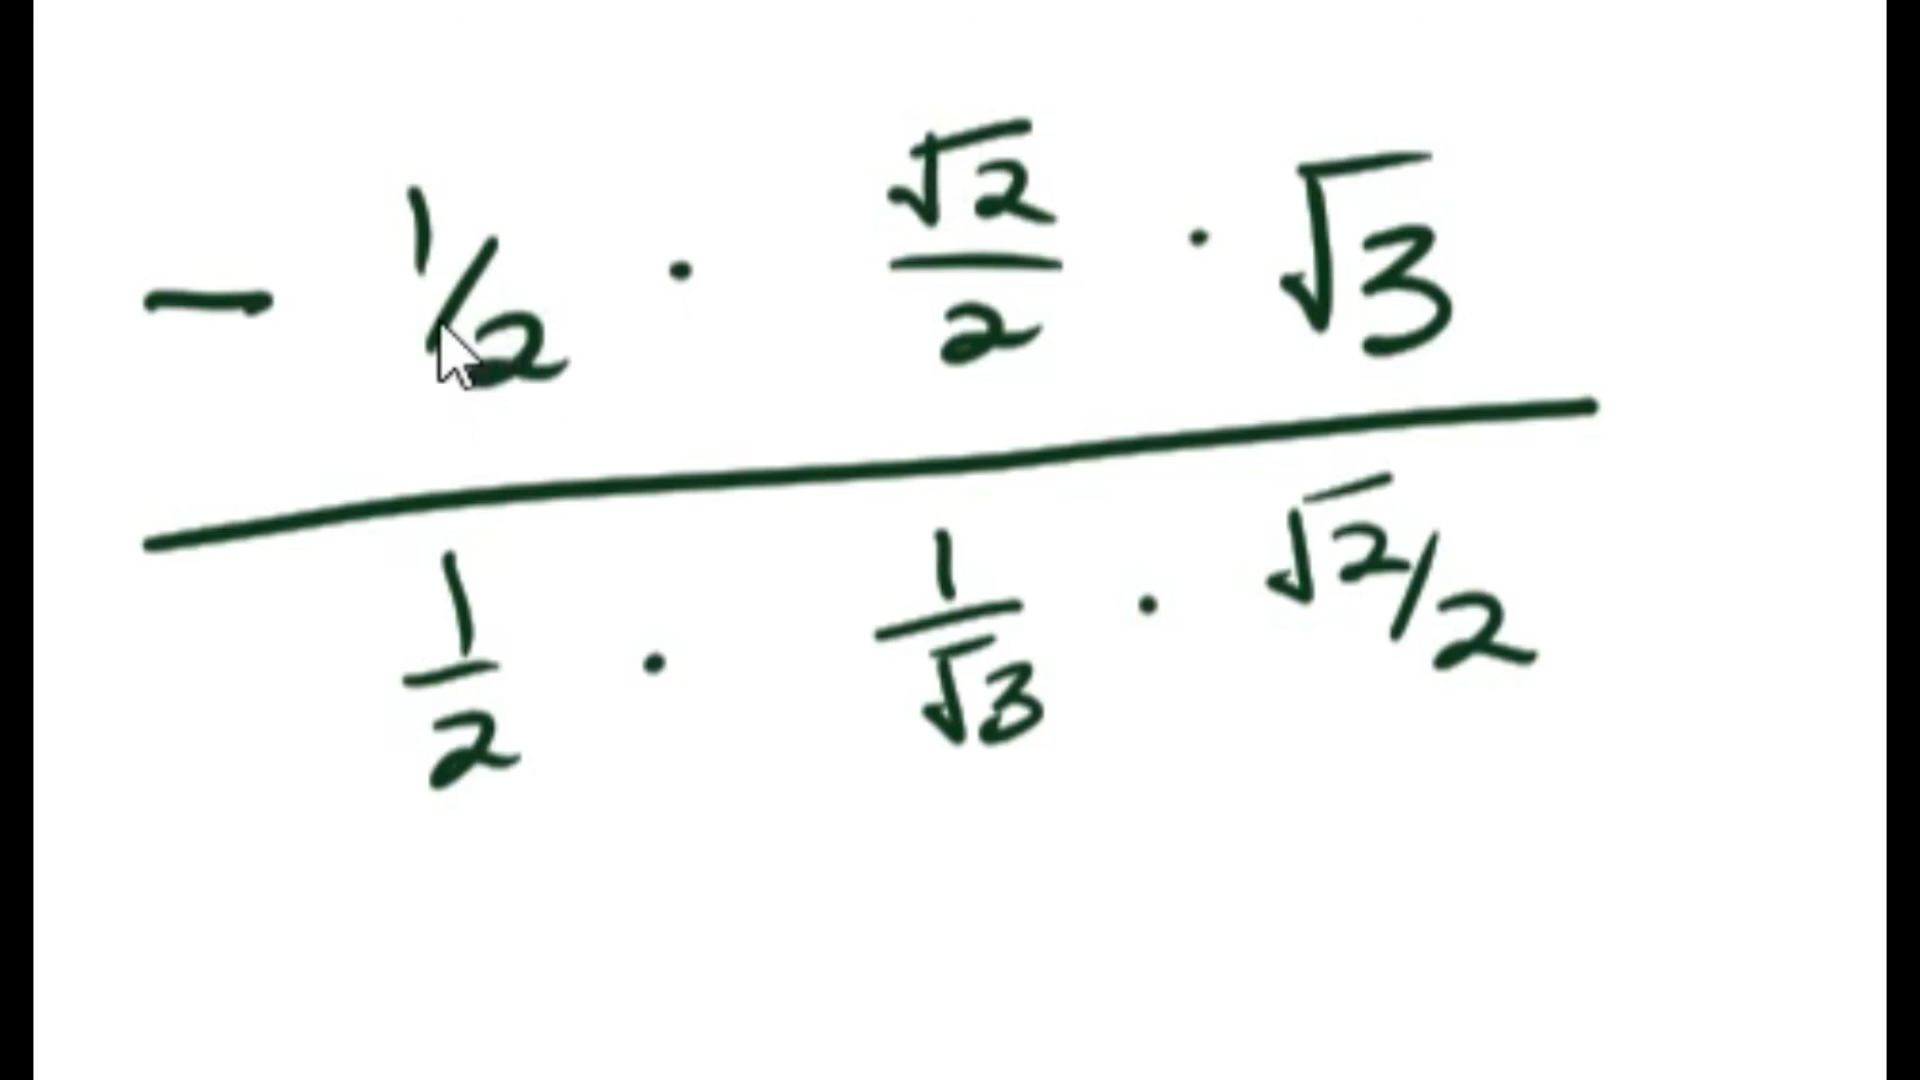 - 1/2 · √2/2 · √3
1/2 · 1/√3 · √2/2